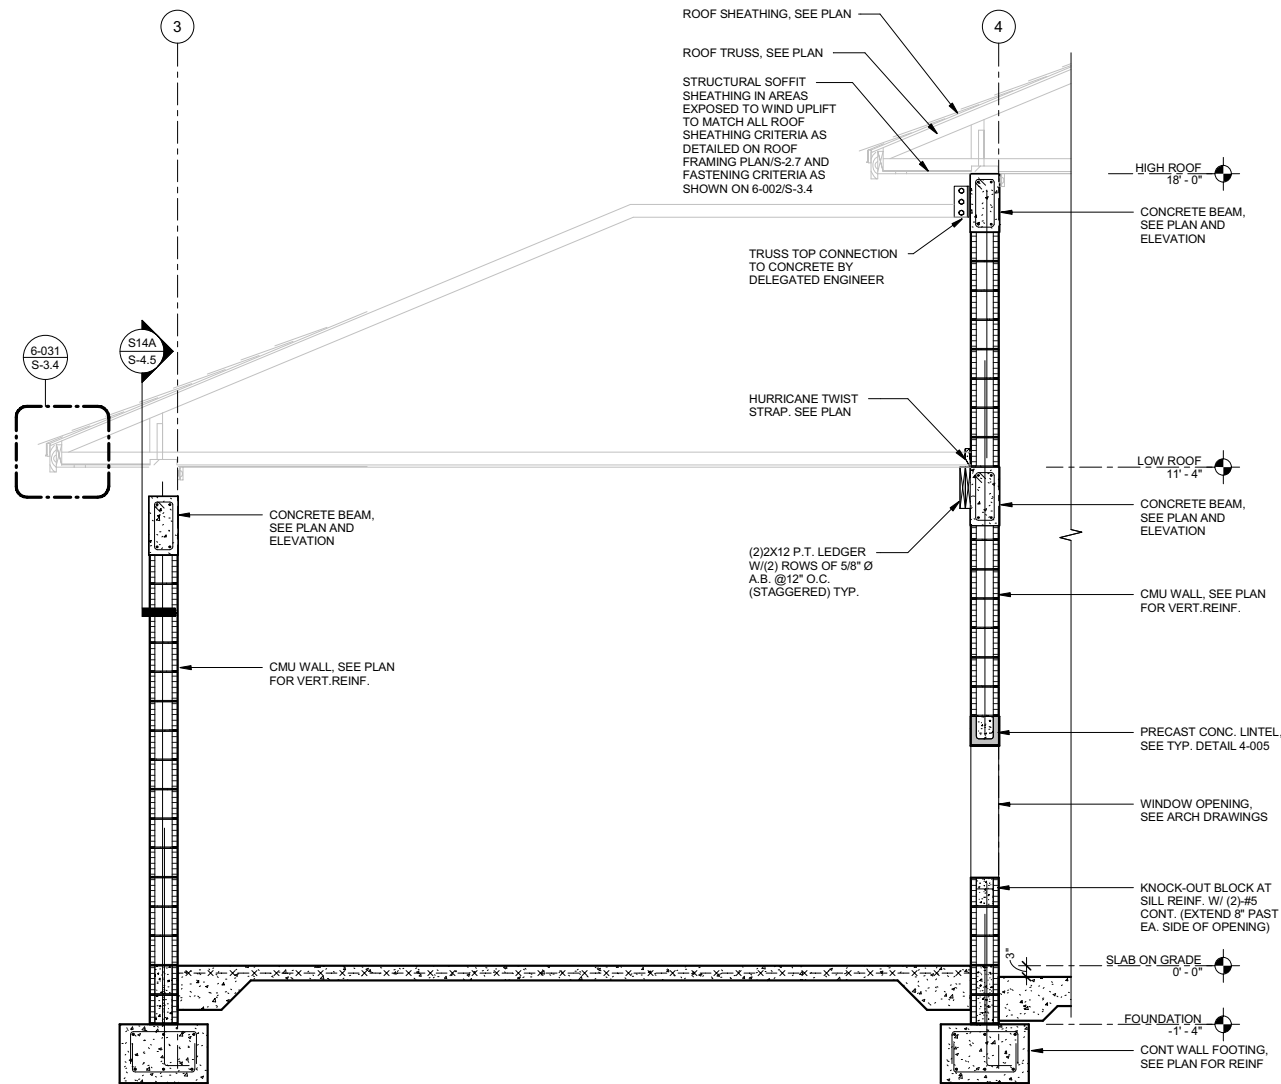 3
4
ROOF SHEATHING, SEE PLAN
ROOF TRUSS, SEE PLAN
STRUCTURAL SOFFIT
SHEATHING IN AREAS
EXPOSED TO WIND UPLIFT
TO MATCH ALL ROOF
SHEATHING CRITERIA AS
DETAILED ON ROOF
FRAMING PLAN/S-2.7 AND
FASTENING CRITERIA AS
SHOWN ON 6-002/S-3.4
HIGH ROOF
18' - 0"
CONCRETE BEAM,
SEE PLAN AND
ELEVATION
TRUSS TOP CONNECTION
TO CONCRETE BY
DELEGATED ENGINEER
6-031
S-3.4
S14A
S-4.5
HURRICANE TWIST
STRAP. SEE PLAN
LOW ROOF
11' - 4"
CONCRETE BEAM,
SEE PLAN AND
ELEVATION
CONCRETE BEAM,
SEE PLAN AND
ELEVATION
(2)2X12 P.T. LEDGER
W/(2) ROWS OF 5/8" Ø
A.B. @12" O.C.
(STAGGERED) TYP.
CMU WALL, SEE PLAN
FOR VERT.REINF.
CMU WALL, SEE PLAN
FOR VERT.REINF.
PRECAST CONC. LINTEL,
SEE TYP. DETAIL 4-005
WINDOW OPENING,
SEE ARCH DRAWINGS
KNOCK-OUT BLOCK AT
SILL REINF. W/ (2)-#5
CONT. (EXTEND 8" PAST
EA. SIDE OF OPENING)
3"
SLAB ON GRADE
0' - 0"
FOUNDATION
-1' - 4"
CONT WALL FOOTING,
SEE PLAN FOR REINF